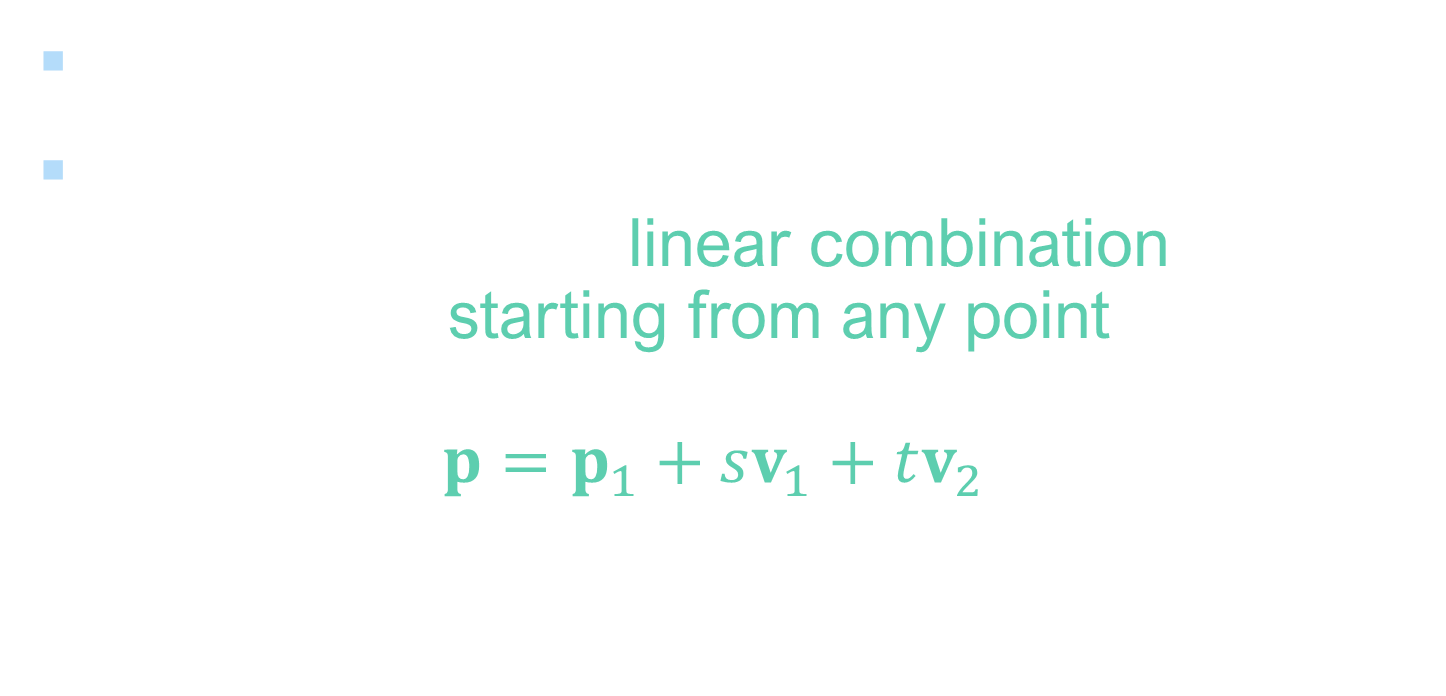 linear combination
starting from any point
𝐩 = 𝐩₁ + 𝑠𝐯₁ + 𝑡𝐯₂